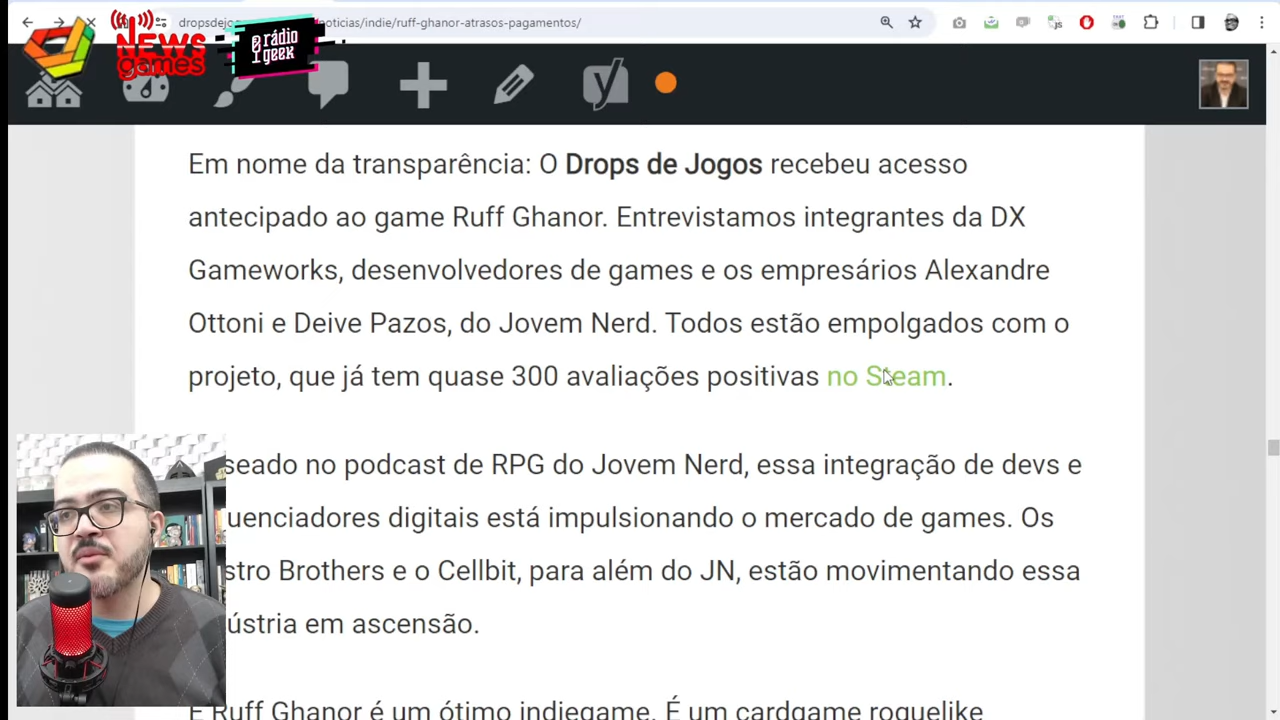 dropsdejo
noticias/indie/ruff-ghanor-atrasos-pagamentos/
NEWS
games
rádio
geek
Em nome da transparência: O Drops de Jogos recebeu acesso
antecipado ao game Ruff Ghanor. Entrevistamos integrantes da DX
Gameworks, desenvolvedores de games e os empresários Alexandre
Ottoni e Deive Pazos, do Jovem Nerd. Todos estão empolgados com o
projeto, que já tem quase 300 avaliações positivas no Steam.
seado no podcast de RPG do Jovem Nerd, essa integração de devs e
uenciadores digitais está impulsionando o mercado de games. Os
stro Brothers e o Cellbit, para além do JN, estão movimentando essa
ústria em ascensão.
E Ruff Ghanor é um ótimo indiegame. É um cardgame roguelike